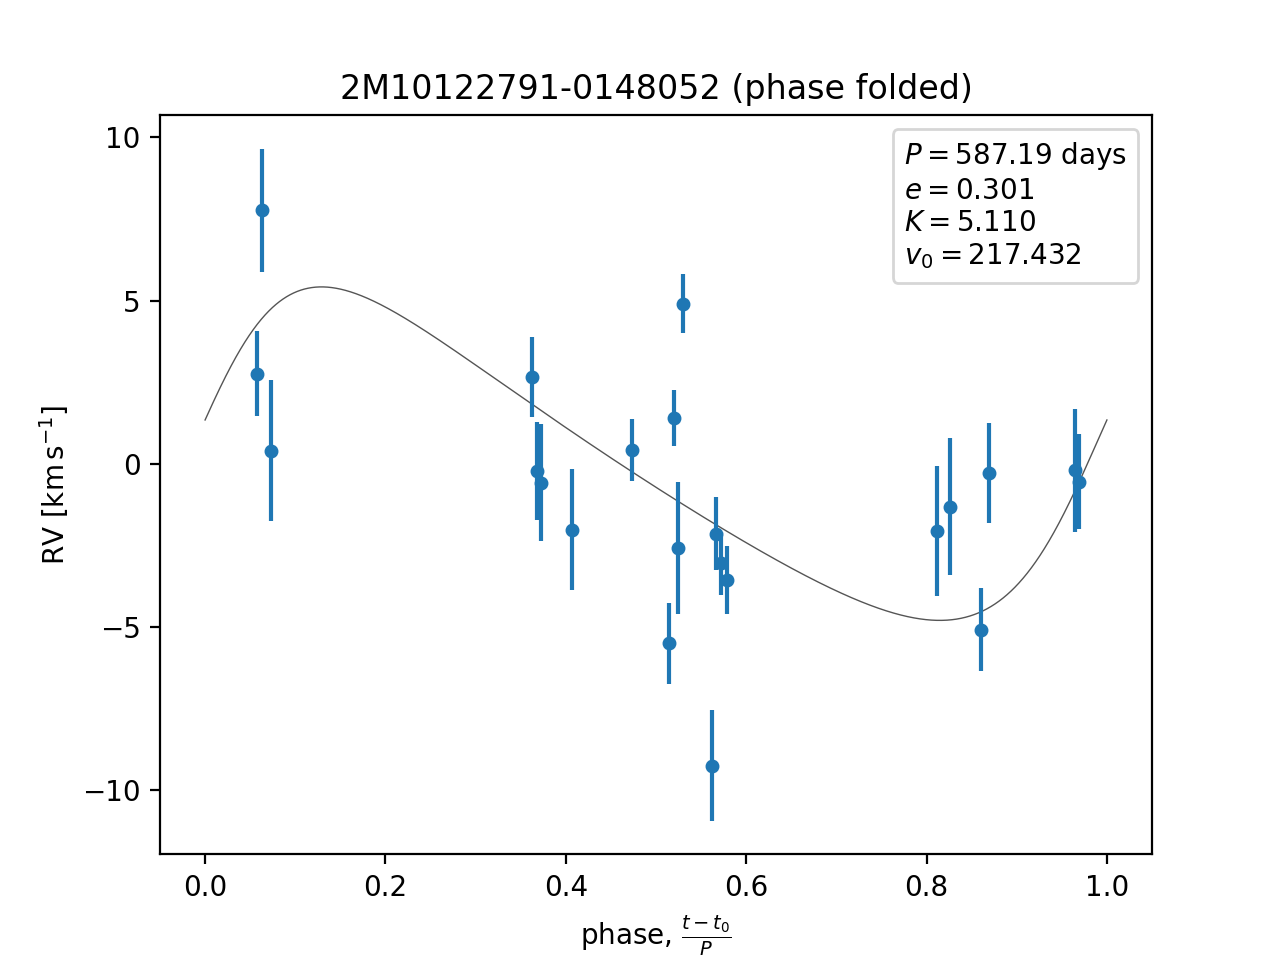 2M10122791-0148052 (phase folded)
P = 587.19 days
e = 0.301
K = 5.110
v₀ = 217.432
10
5
0
−5
−10
RV [km s⁻¹]
0.0 0.2 0.4 0.6 0.8 1.0
phase, (t − t₀)/P